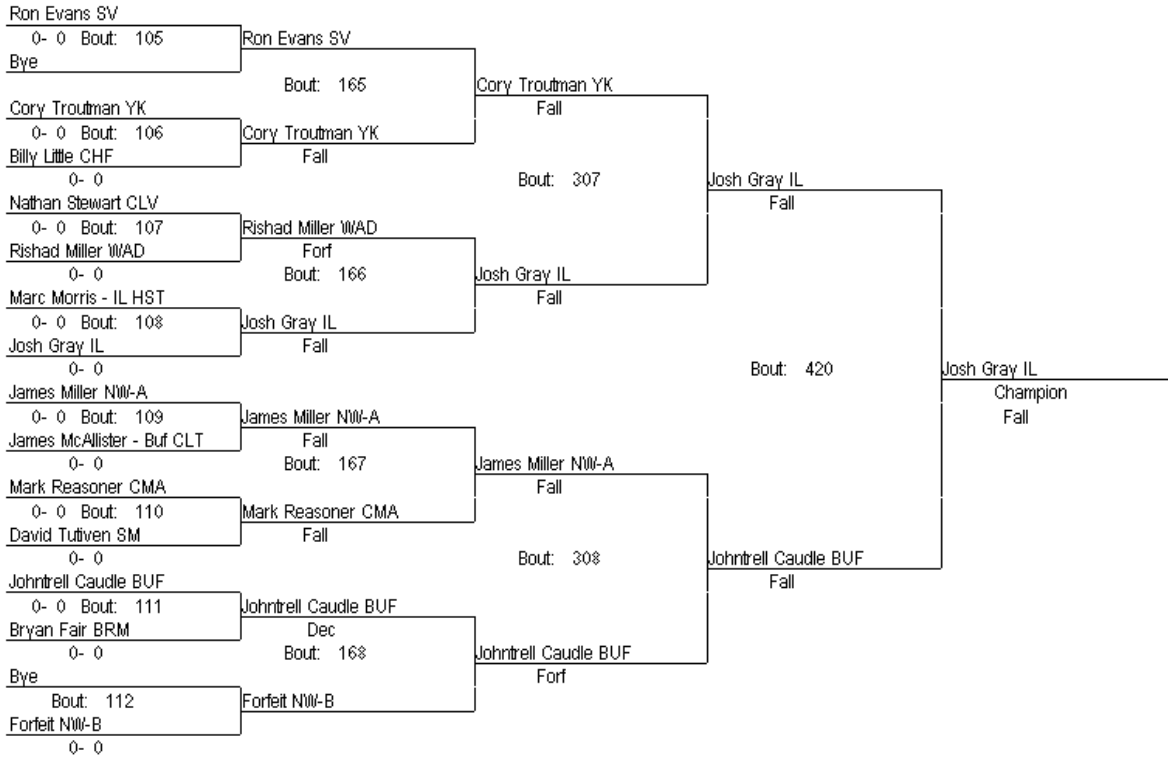 Ron Evans SV
0- 0 Bout: 105
Ron Evans SV
Bye
Bout: 165
Cory Troutman YK
Fall
Cory Troutman YK
0- 0 Bout: 106
Cory Troutman YK
Fall
Billy Little CHF
0- 0
Bout: 307
Josh Gray IL
Fall
Nathan Stewart CLV
0- 0 Bout: 107
Rishad Miller WAD
Forf
Rishad Miller WAD
0- 0
Bout: 166
Josh Gray IL
Fall
Marc Morris - IL HST
0- 0 Bout: 108
Josh Gray IL
Fall
Josh Gray IL
0- 0
Bout: 420
Josh Gray IL
Champion
Fall
James Miller NW-A
0- 0 Bout: 109
James Miller NW-A
Fall
James McAllister - Buf CLT
0- 0
Bout: 167
James Miller NW-A
Fall
Mark Reasoner CMA
0- 0 Bout: 110
Mark Reasoner CMA
Fall
David Tutiven SM
0- 0
Bout: 308
Johntrell Caudle BUF
Fall
Johntrell Caudle BUF
0- 0 Bout: 111
Johntrell Caudle BUF
Dec
Bryan Fair BRM
0- 0
Bout: 168
Johntrell Caudle BUF
Forf
Bye
Bout: 112
Forfeit NW-B
Forfeit NW-B
0- 0